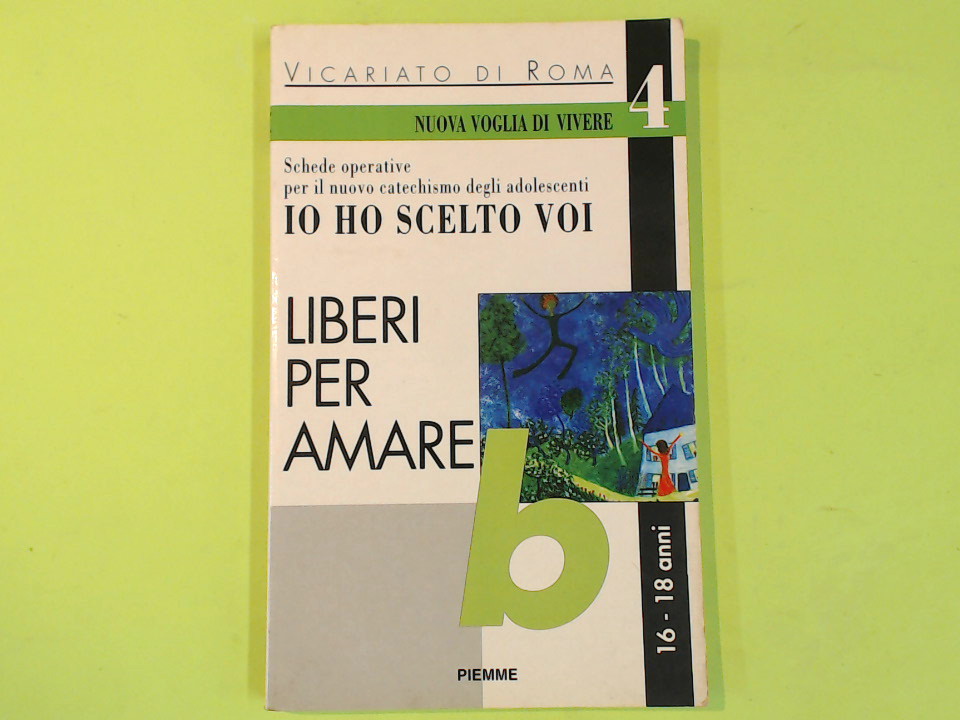 VICARIATO DI ROMA
4
NUOVA VOGLIA DI VIVERE
Schede operative
per il nuovo catechismo degli adolescenti
IO HO SCELTO VOI
LIBERI
PER
AMARE
b
16 - 18 anni
PIEMME